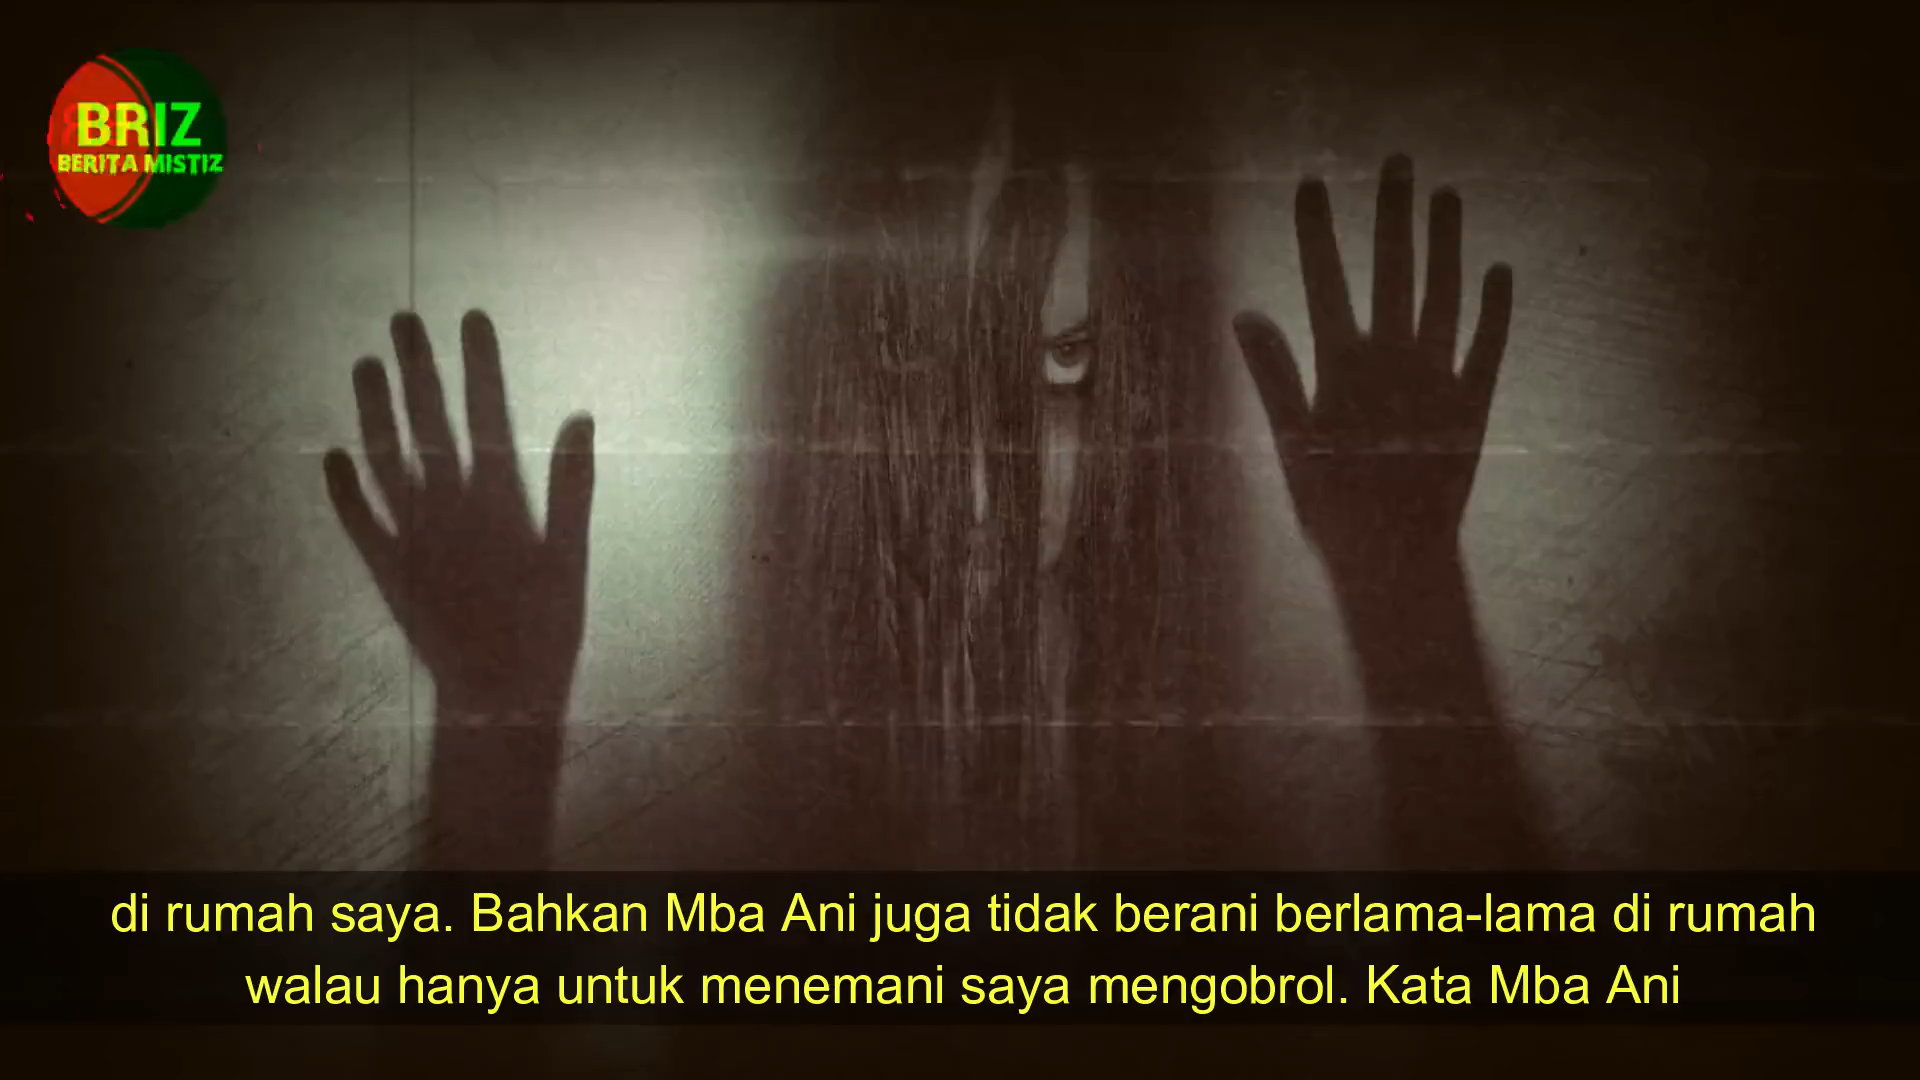 BRIZ
BERITA MISTIZ
di rumah saya. Bahkan Mba Ani juga tidak berani berlama-lama di rumah
walau hanya untuk menemani saya mengobrol. Kata Mba Ani